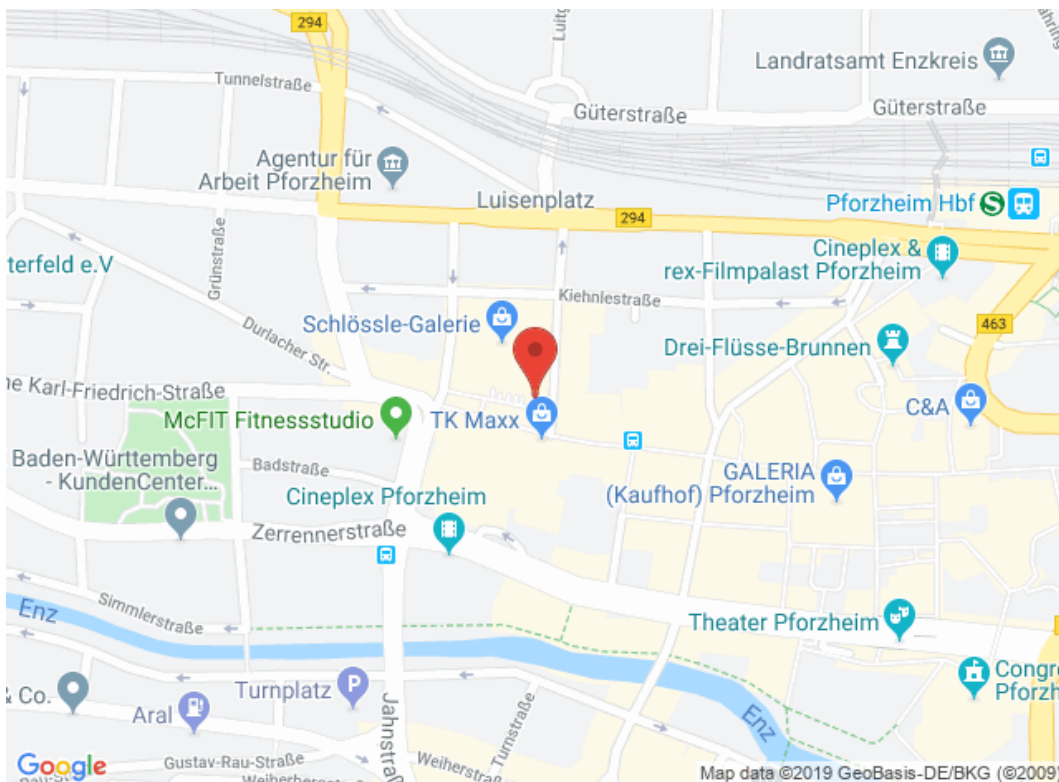 294
Luitg
Landratsamt Enzkreis
Tunnelstraße
Güterstraße
Güterstraße
Agentur für
Arbeit Pforzheim
Luisenplatz
294
Pforzheim Hbf
S
Cineplex &
rex-Filmpalast Pforzheim
Grünstraße
terfeld e.V
Kiehnlestraße
Schlössle-Galerie
463
Durlacher Str.
Drei-Flüsse-Brunnen
ne Karl-Friedrich-Straße
McFIT Fitnessstudio
TK Maxx
C&A
Baden-Württemberg
- KundenCenter...
Badstraße
GALERIA
(Kaufhof) Pforzheim
Cineplex Pforzheim
Zerrennerstraße
Simmlerstraße
Enz
Theater Pforzheim
Congre
Pforzh
& Co.
Turnplatz
P
Aral
Jahnstra
Turnstraße
Enz
Gustav-Rau-Straße
Weiherstraße
Google
Map data ©2019 GeoBasis-DE/BKG (©2009)